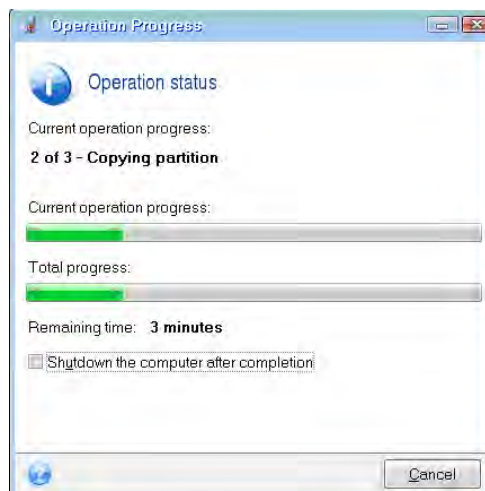 Operation Progress
Operation status
Current operation progress:
2 of 3 - Copying partition
Current operation progress:
Total progress:
Remaining time: 3 minutes
Shutdown the computer after completion
Cancel